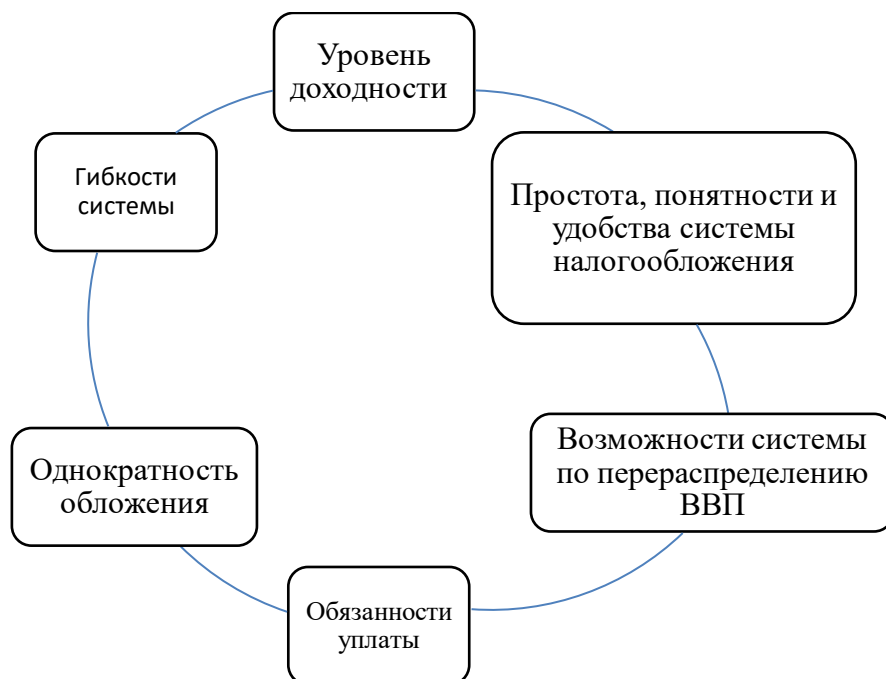 Уровень
доходности
Простота, понятности и
удобства системы
налогообложения
Возможности системы
по перераспределению
ВВП
Обязанности
уплаты
Однократность
обложения
Гибкости
системы